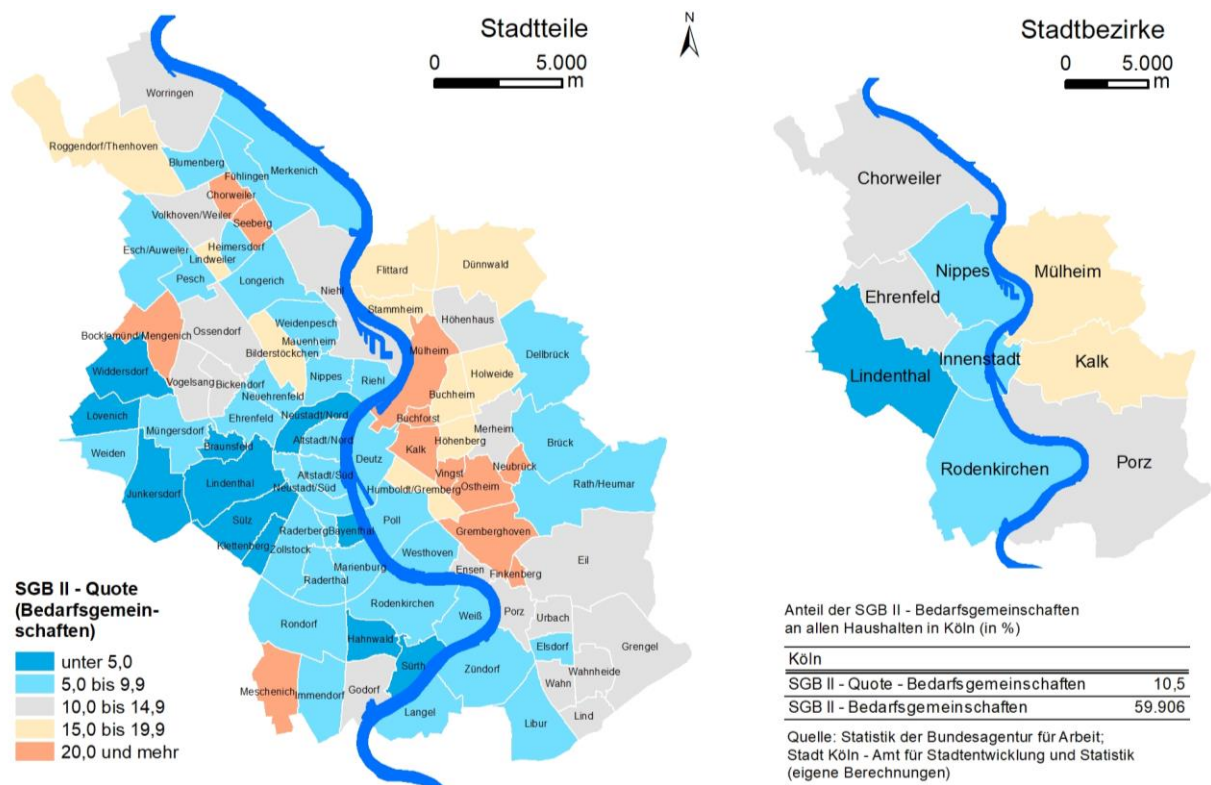 Stadtteile
0 5.000
m
N
Worringen
Roggendorf/Thenhoven
Blumenberg
Merkenich
Fühlingen
Chorweiler
Volkhoven/Weiler
Seeberg
Esch/Auweiler
Heimersdorf
Lindweiler
Pesch
Longerich
Niehl
Flittard
Dünnwald
Stammheim
Höhenhaus
Bocklemünd/Mengenich
Ossendorf
Weidenpesch
Mauenheim
Bilderstöckchen
Mülheim
Dellbrück
Widdersdorf
Vogelsang
Bickendorf
Nippes
Riehl
Holweide
Neuehrenfeld
Buchheim
Lövenich
Müngersdorf
Ehrenfeld
Neustadt/Nord
Buchforst
Merheim
Weiden
Braunsfeld
Altstadt/Nord
Kalk
Höhenberg
Brück
Deutz
Vingst
Neubrück
Junkersdorf
Lindenthal
Altstadt/Süd
Neustadt/Süd
Humboldt/Gremberg
Ostheim
Rath/Heumar
Sülz
Raderberg
Bayenthal
Poll
Gremberghoven
Klettenberg
Zollstock
Westhoven
Marienburg
Raderthal
Ensen
Finkenberg
Eil
Rondorf
Rodenkirchen
Weiß
Porz
Urbach
Hahnwald
Elsdorf
Grengel
Sürth
Zündorf
Wahnheide
Meschenich
Immendorf
Godorf
Wahn
Langel
Libur
Lind
SGB II - Quote
(Bedarfsgemein-
schaften)
unter 5,0
5,0 bis 9,9
10,0 bis 14,9
15,0 bis 19,9
20,0 und mehr
Stadtbezirke
0 5.000
m
Chorweiler
Nippes
Mülheim
Ehrenfeld
Innenstadt
Kalk
Lindenthal
Rodenkirchen
Porz
Anteil der SGB II - Bedarfsgemeinschaften
an allen Haushalten in Köln (in %)
Köln
SGB II - Quote - Bedarfsgemeinschaften 10,5
SGB II - Bedarfsgemeinschaften 59.906
Quelle: Statistik der Bundesagentur für Arbeit;
Stadt Köln - Amt für Stadtentwicklung und Statistik
(eigene Berechnungen)